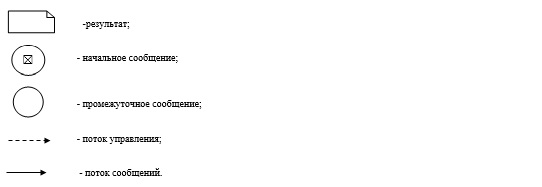 -результат;
- начальное сообщение;
- промежуточное сообщение;
- поток управления;
- поток сообщений.